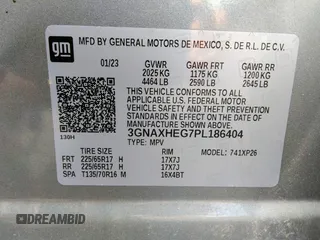 gm
MFD BY GENERAL MOTORS DE MEXICO, S. DE R.L. DE C.V.
01/23 GVWR GAWR FRT GAWR RR
2025 KG 1175 KG 1200 KG
4464 LB 2590 LB 2645 LB
THIS VEHICLE CONFORMS TO ALL APPLICABLE
U.S. FEDERAL MOTOR VEHICLE SAFETY, BUMPER,
AND THEFT PREVENTION STANDARDS IN EFFECT
ON THE DATE OF MANUFACTURE SHOWN ABOVE.
3GNAXHEG7PL186404
TYPE: MPV MODEL: 741XP26
TIRE SIZE RIM
FRT 225/65R17 H 17X7J
RR 225/65R17 H 17X7J
SPA T135/70R16 M 16X4BT
DREAMBID